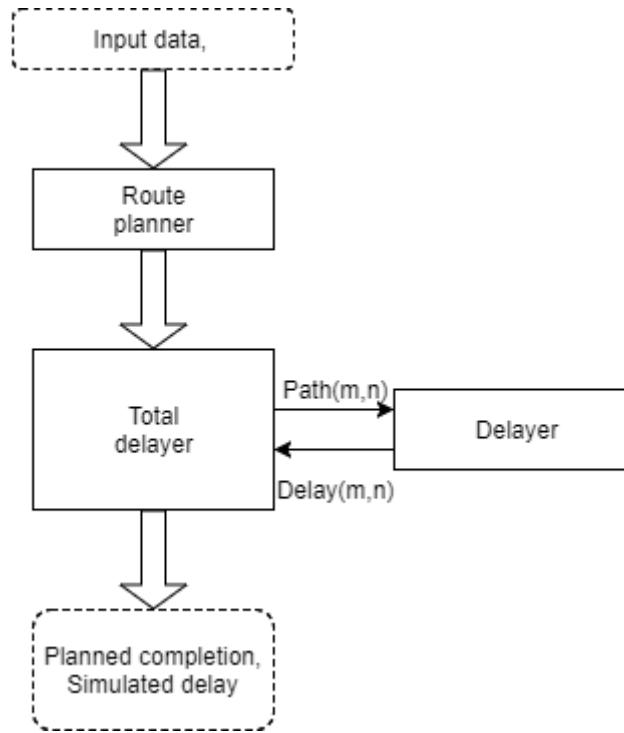 Input data,
Route
planner
Total
delayer
Path(m,n)
Delayer
Delay(m,n)
Planned completion,
Simulated delay